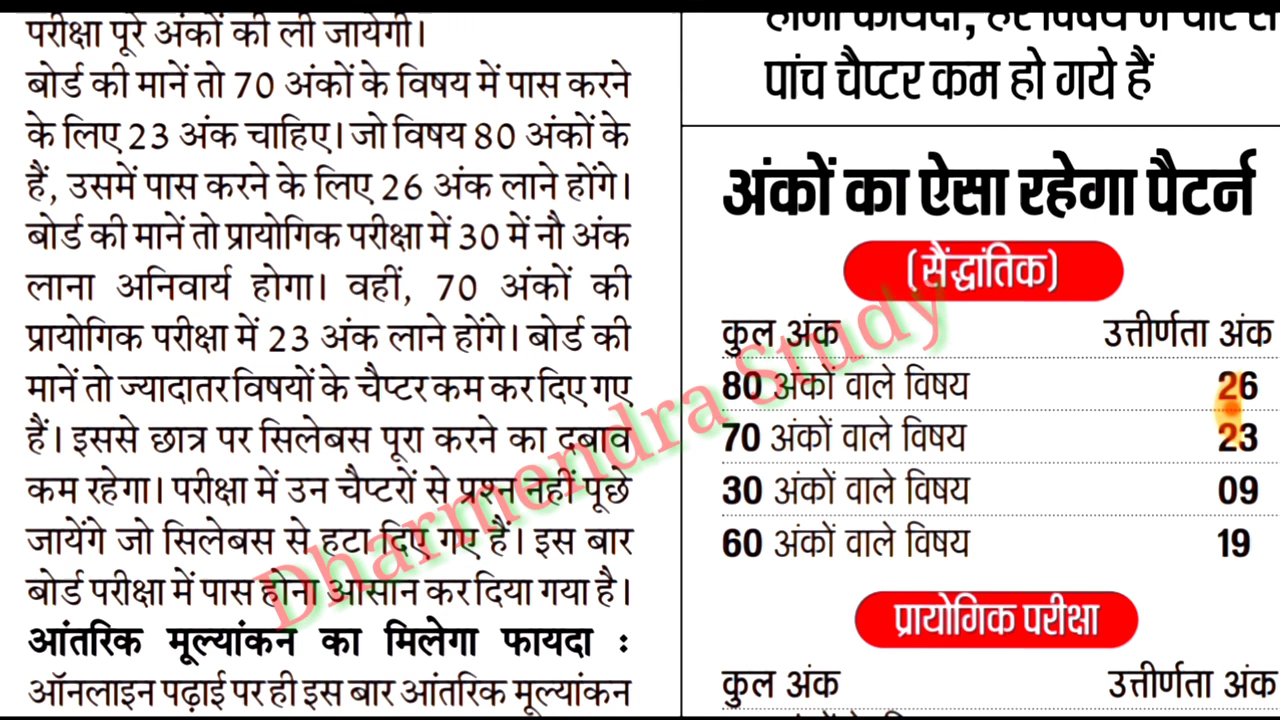 परीक्षा पूरे अंकों की ली जायेगी।
बोर्ड की मानें तो 70 अंकों के विषय में पास करने
के लिए 23 अंक चाहिए। जो विषय 80 अंकों के
हैं, उसमें पास करने के लिए 26 अंक लाने होंगे।
बोर्ड की मानें तो प्रायोगिक परीक्षा में 30 में नौ अंक
लाना अनिवार्य होगा। वहीं, 70 अंकों की
प्रायोगिक परीक्षा में 23 अंक लाने होंगे। बोर्ड की
मानें तो ज्यादातर विषयों के चैप्टर कम कर दिए गए
हैं। इससे छात्र पर सिलेबस पूरा करने का दबाव
कम रहेगा। परीक्षा में उन चैप्टरों से प्रश्न नहीं पूछे
जायेंगे जो सिलेबस से हटा दिए गए हैं। इस बार
बोर्ड परीक्षा में पास होना आसान कर दिया गया है।
आंतरिक मूल्यांकन का मिलेगा फायदा :
ऑनलाइन पढ़ाई पर ही इस बार आंतरिक मूल्यांकन
फायदा, हर विषय में चार से
पांच चैप्टर कम हो गये हैं
अंकों का ऐसा रहेगा पैटर्न
(सैंद्धांतिक)
कुल अंक उत्तीर्णता अंक
80 अंकों वाले विषय 26
70 अंकों वाले विषय 23
30 अंकों वाले विषय 09
60 अंकों वाले विषय 19
प्रायोगिक परीक्षा
कुल अंक उत्तीर्णता अंक
Dharmendra Study